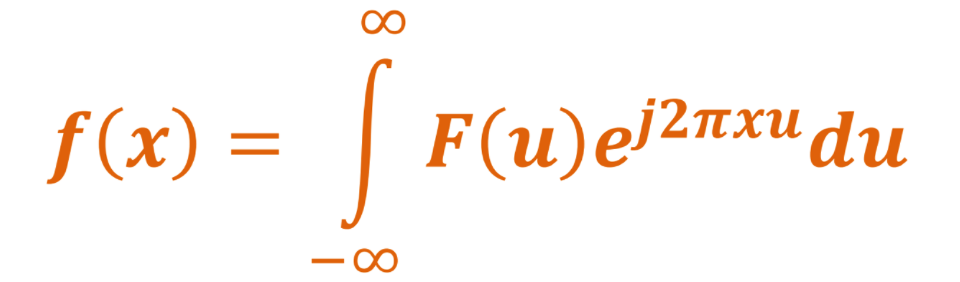 f(x) = ∫_{-∞}^{∞} F(u)e^{j2πxu}du